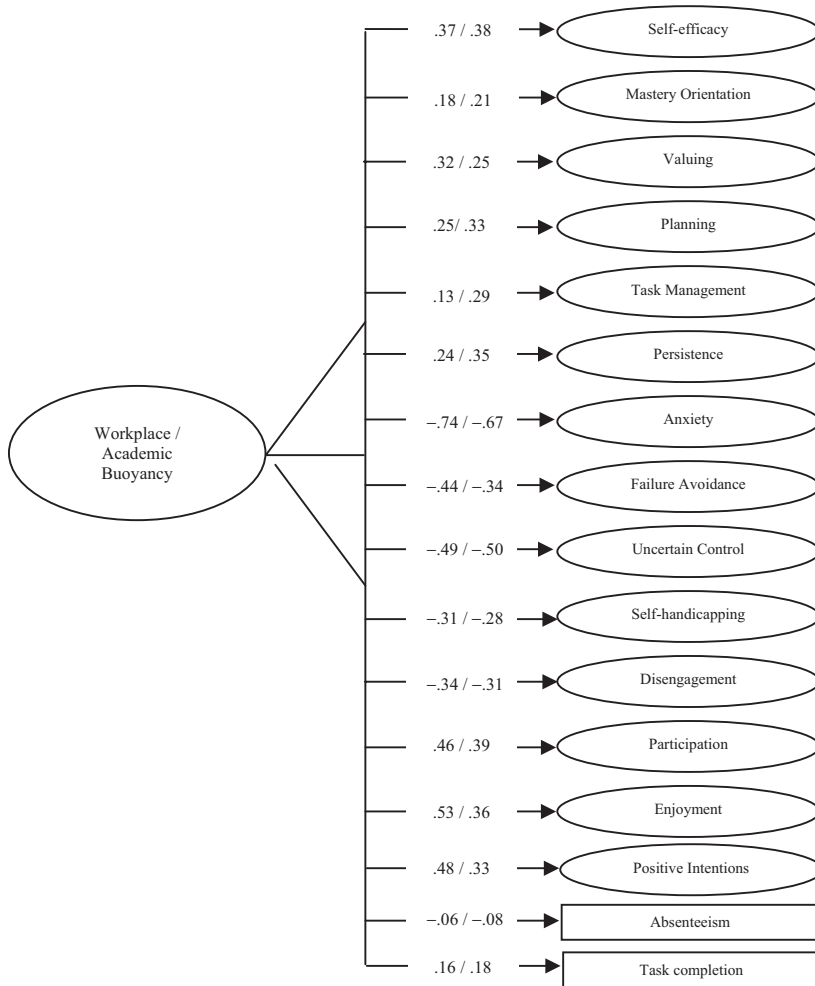 .37 / .38 Self-efficacy
.18 / .21 Mastery Orientation
.32 / .25 Valuing
.25/ .33 Planning
.13 / .29 Task Management
.24 / .35 Persistence
−.74 / −.67 Anxiety
Workplace /
Academic
Buoyancy
−.44 / −.34 Failure Avoidance
−.49 / −.50 Uncertain Control
−.31 / −.28 Self-handicapping
−.34 / −.31 Disengagement
.46 / .39 Participation
.53 / .36 Enjoyment
.48 / .33 Positive Intentions
−.06 / −.08 Absenteeism
.16 / .18 Task completion